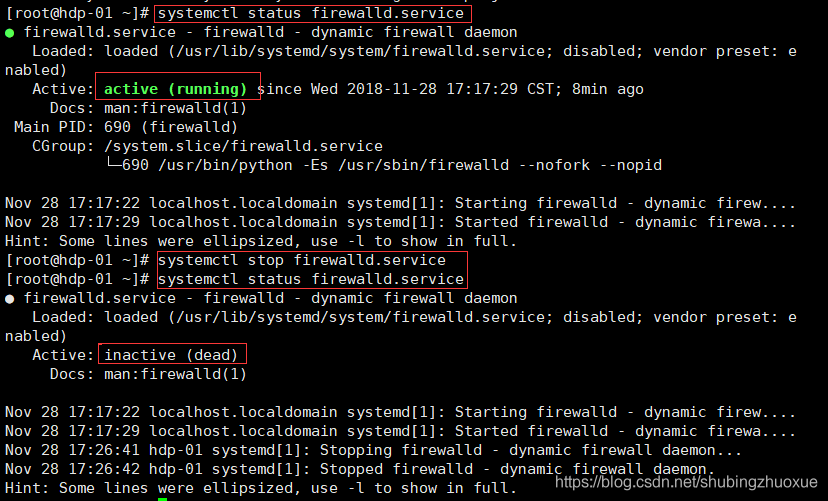 [root@hdp-01 ~]# systemctl status firewalld.service
● firewalld.service - firewalld - dynamic firewall daemon
   Loaded: loaded (/usr/lib/systemd/system/firewalld.service; disabled; vendor preset: e
nabled)
   Active: active (running) since Wed 2018-11-28 17:17:29 CST; 8min ago
     Docs: man:firewalld(1)
 Main PID: 690 (firewalld)
   CGroup: /system.slice/firewalld.service
           └─690 /usr/bin/python -Es /usr/sbin/firewalld --nofork --nopid

Nov 28 17:17:22 localhost.localdomain systemd[1]: Starting firewalld - dynamic firew....
Nov 28 17:17:29 localhost.localdomain systemd[1]: Started firewalld - dynamic firewa....
Hint: Some lines were ellipsized, use -l to show in full.
[root@hdp-01 ~]# systemctl stop firewalld.service
[root@hdp-01 ~]# systemctl status firewalld.service
● firewalld.service - firewalld - dynamic firewall daemon
   Loaded: loaded (/usr/lib/systemd/system/firewalld.service; disabled; vendor preset: e
nabled)
   Active: inactive (dead)
     Docs: man:firewalld(1)

Nov 28 17:17:22 localhost.localdomain systemd[1]: Starting firewalld - dynamic firew....
Nov 28 17:17:29 localhost.localdomain systemd[1]: Started firewalld - dynamic firewa....
Nov 28 17:26:41 hdp-01 systemd[1]: Stopping firewalld - dynamic firewall daemon...
Nov 28 17:26:42 hdp-01 systemd[1]: Stopped firewalld - dynamic firewall daemon.
Hint: Some lines were ellipsized, use -l to show in full.
https://blog.csdn.net/shubingzhuoxue